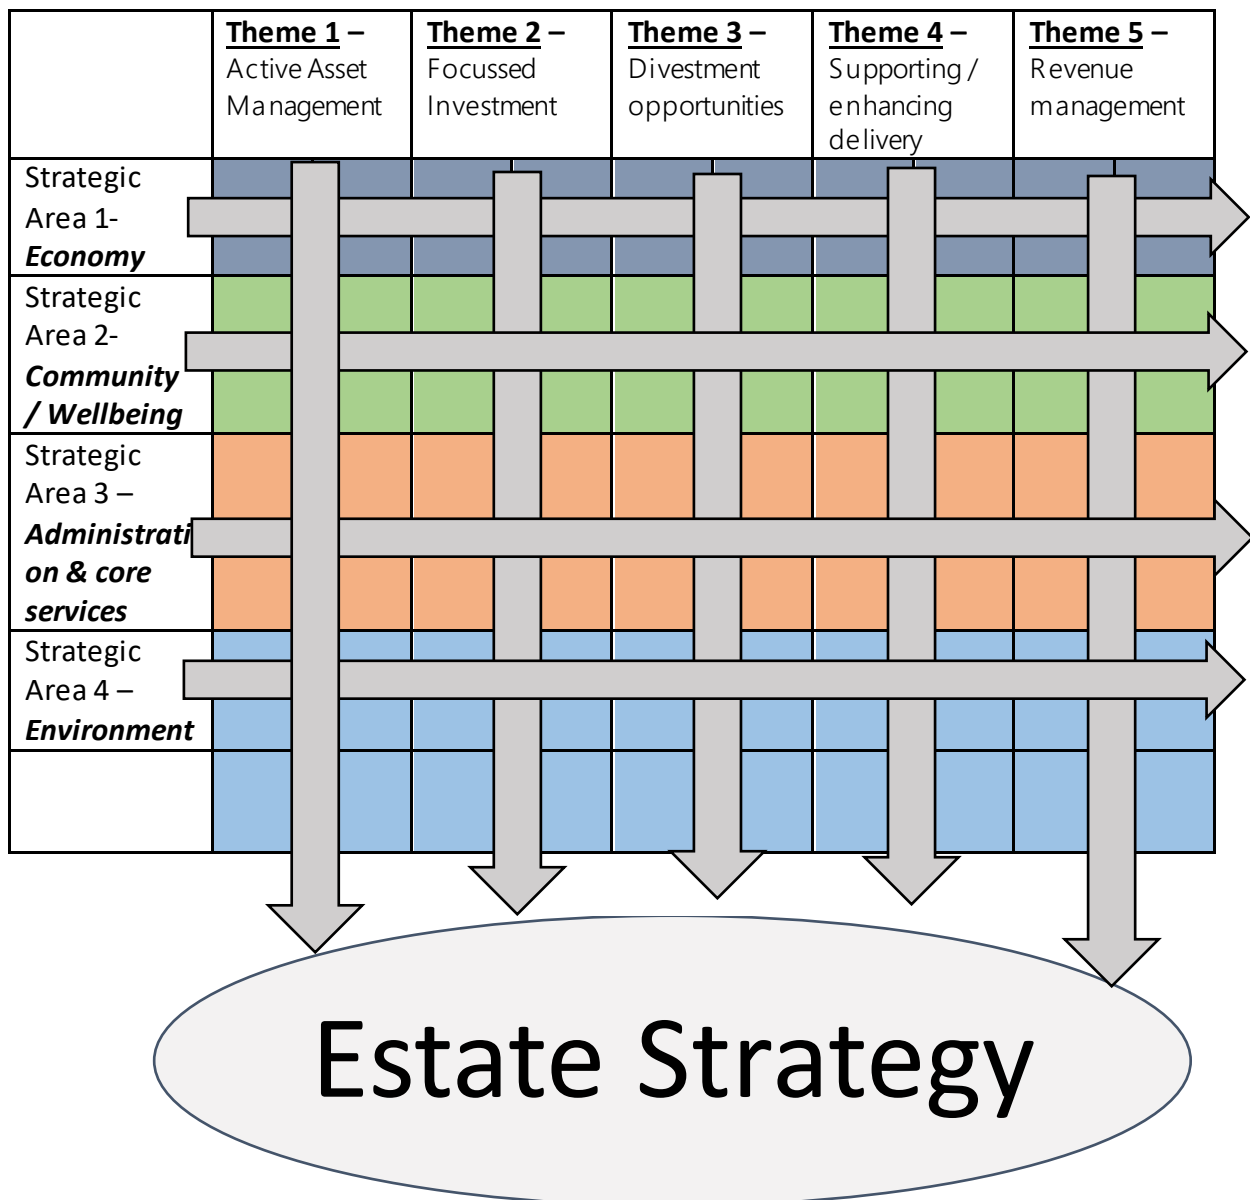 Theme 1 –
Active Asset
Management
Theme 2 –
Focussed
Investment
Theme 3 –
Divestment
opportunities
Theme 4 –
Supporting /
enhancing
delivery
Theme 5 –
Revenue
management
Strategic
Area 1-
Economy
Strategic
Area 2-
Community
/ Wellbeing
Strategic
Area 3 –
Administrati
on & core
services
Strategic
Area 4 –
Environment
Estate Strategy